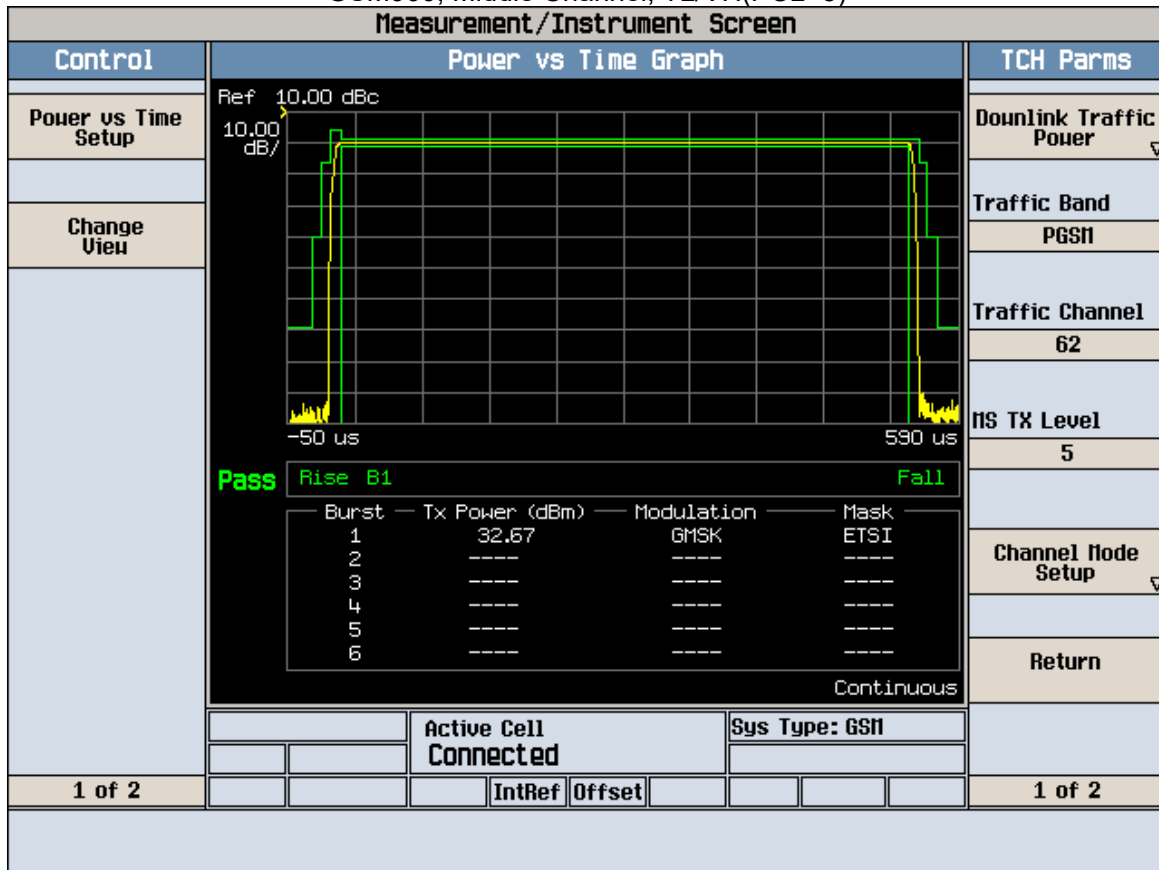 Measurement/Instrument Screen
Control
Power vs Time Graph
TCH Parms
Power vs Time
Setup
Change
View
1 of 2
Ref 10.00 dBc
10.00
dB/
-50 us
590 us
Pass
Rise B1
Fall
Burst Tx Power (dBm) Modulation Mask
1 32.67 GMSK ETSI
2 ---- ---- ----
3 ---- ---- ----
4 ---- ---- ----
5 ---- ---- ----
6 ---- ---- ----
Continuous
Active Cell
Connected
Sys Type: GSM
IntRef Offset
Downlink Traffic
Power
Traffic Band
PGSM
Traffic Channel
62
MS TX Level
5
Channel Mode
Setup
Return
1 of 2